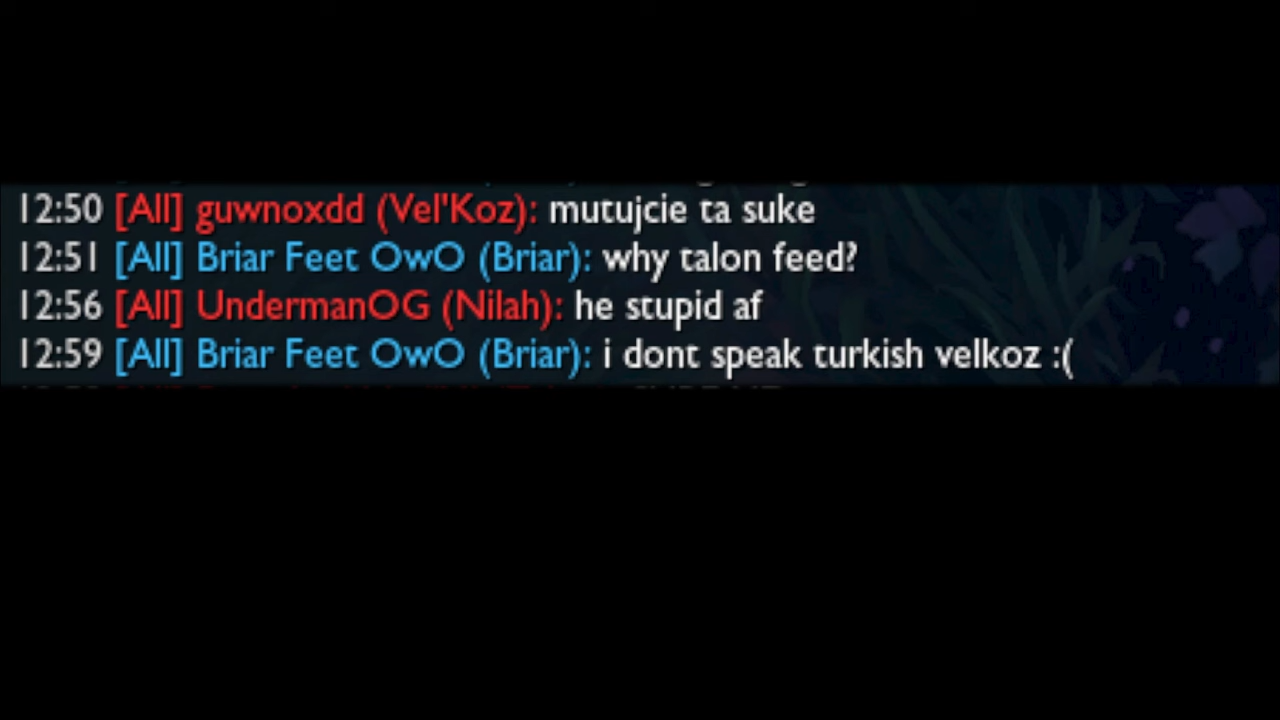 12:50 [All] guwnoxdd (Vel'Koz): mutujcie ta suke
12:51 [All] Briar Feet OwO (Briar): why talon feed?
12:56 [All] UndermanOG (Nilah): he stupid af
12:59 [All] Briar Feet OwO (Briar): i dont speak turkish velkoz :(